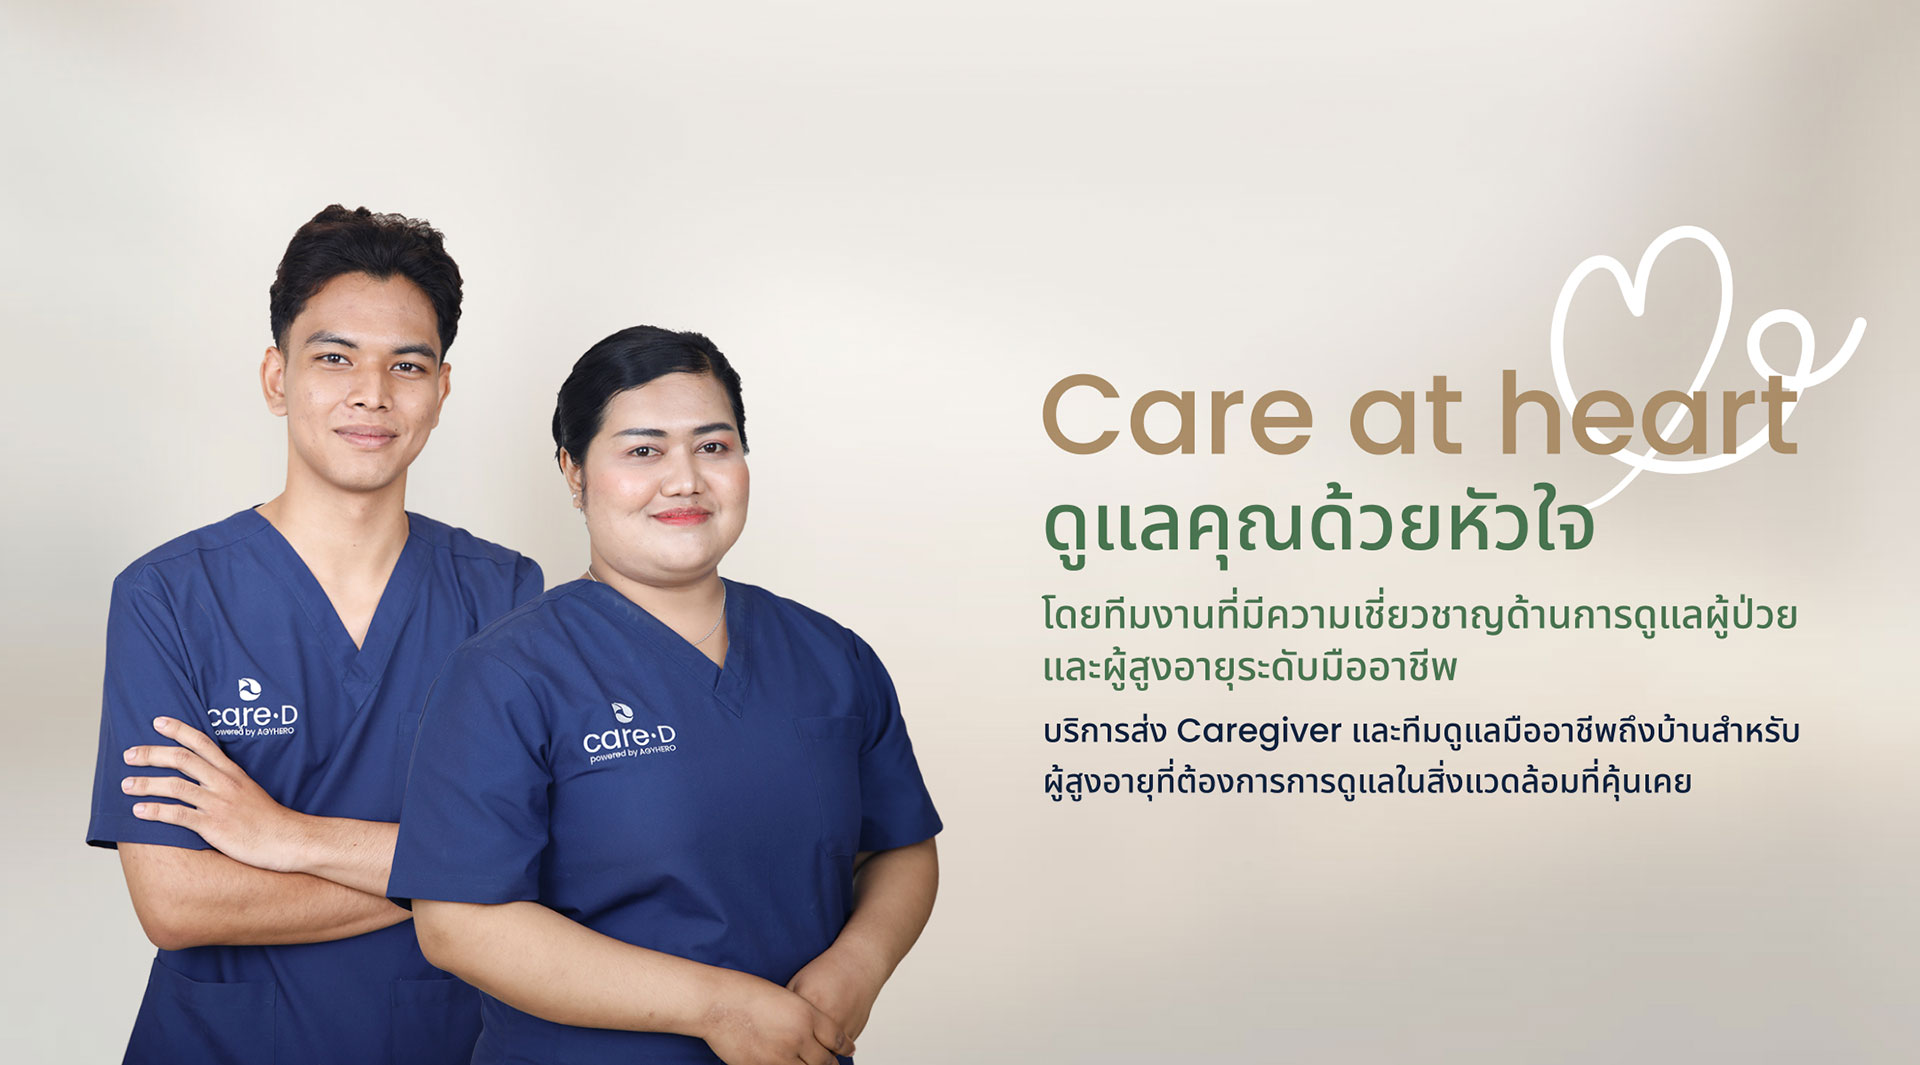 Care at heart
ดูแลคุณด้วยหัวใจ
โดยทีมงานที่มีความเชี่ยวชาญด้านการดูแลผู้ป่วย
และผู้สูงอายุระดับมืออาชีพ
บริการส่ง Caregiver และทีมดูแลมืออาชีพถึงบ้านสำหรับ
ผู้สูงอายุที่ต้องการการดูแลในสิ่งแวดล้อมที่คุ้นเคย
care·D
powered by AGYHERO
care·D
powered by AGYHERO